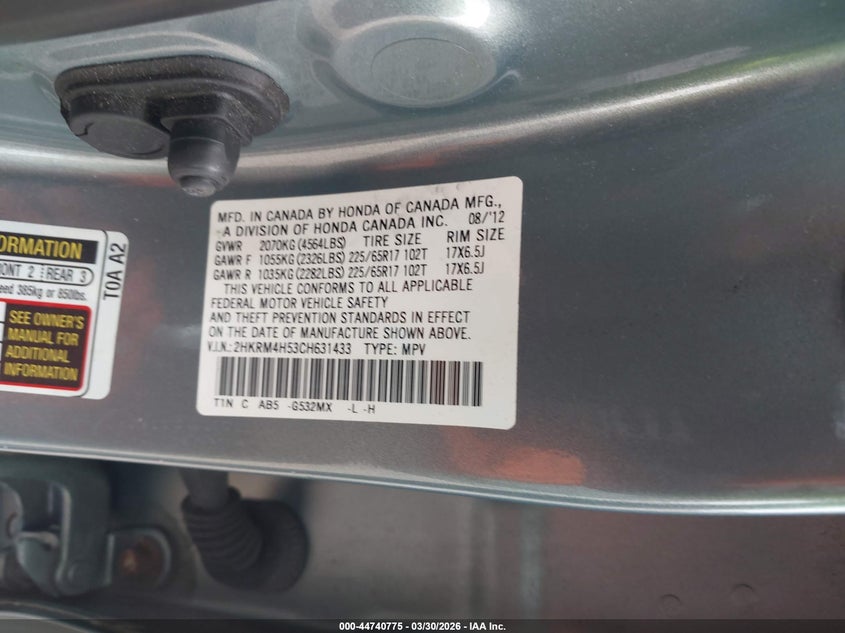 MFD. IN CANADA BY HONDA OF CANADA MFG.,
A DIVISION OF HONDA CANADA INC. 08/'12
GVWR 2070KG (4564LBS) TIRE SIZE RIM SIZE
GAWR F 1055KG (2326LBS) 225/65R17 102T 17X6.5J
GAWR R 1035KG (2282LBS) 225/65R17 102T 17X6.5J
THIS VEHICLE CONFORMS TO ALL APPLICABLE
FEDERAL MOTOR VEHICLE SAFETY
AND THEFT PREVENTION STANDARDS IN EFFECT
ON THE DATE OF MANUFACTURE SHOWN ABOVE.
V.I.N.: 2HKRM4H53CH631433 TYPE: MPV
T1N C AB5 -G532MX -L -H
2 REAR 3
385kg or 850lbs.
SEE OWNER'S
MANUAL FOR
ADDITIONAL
INFORMATION
T0A A2
000-44740775 — 03/30/2026 — IAA Inc.